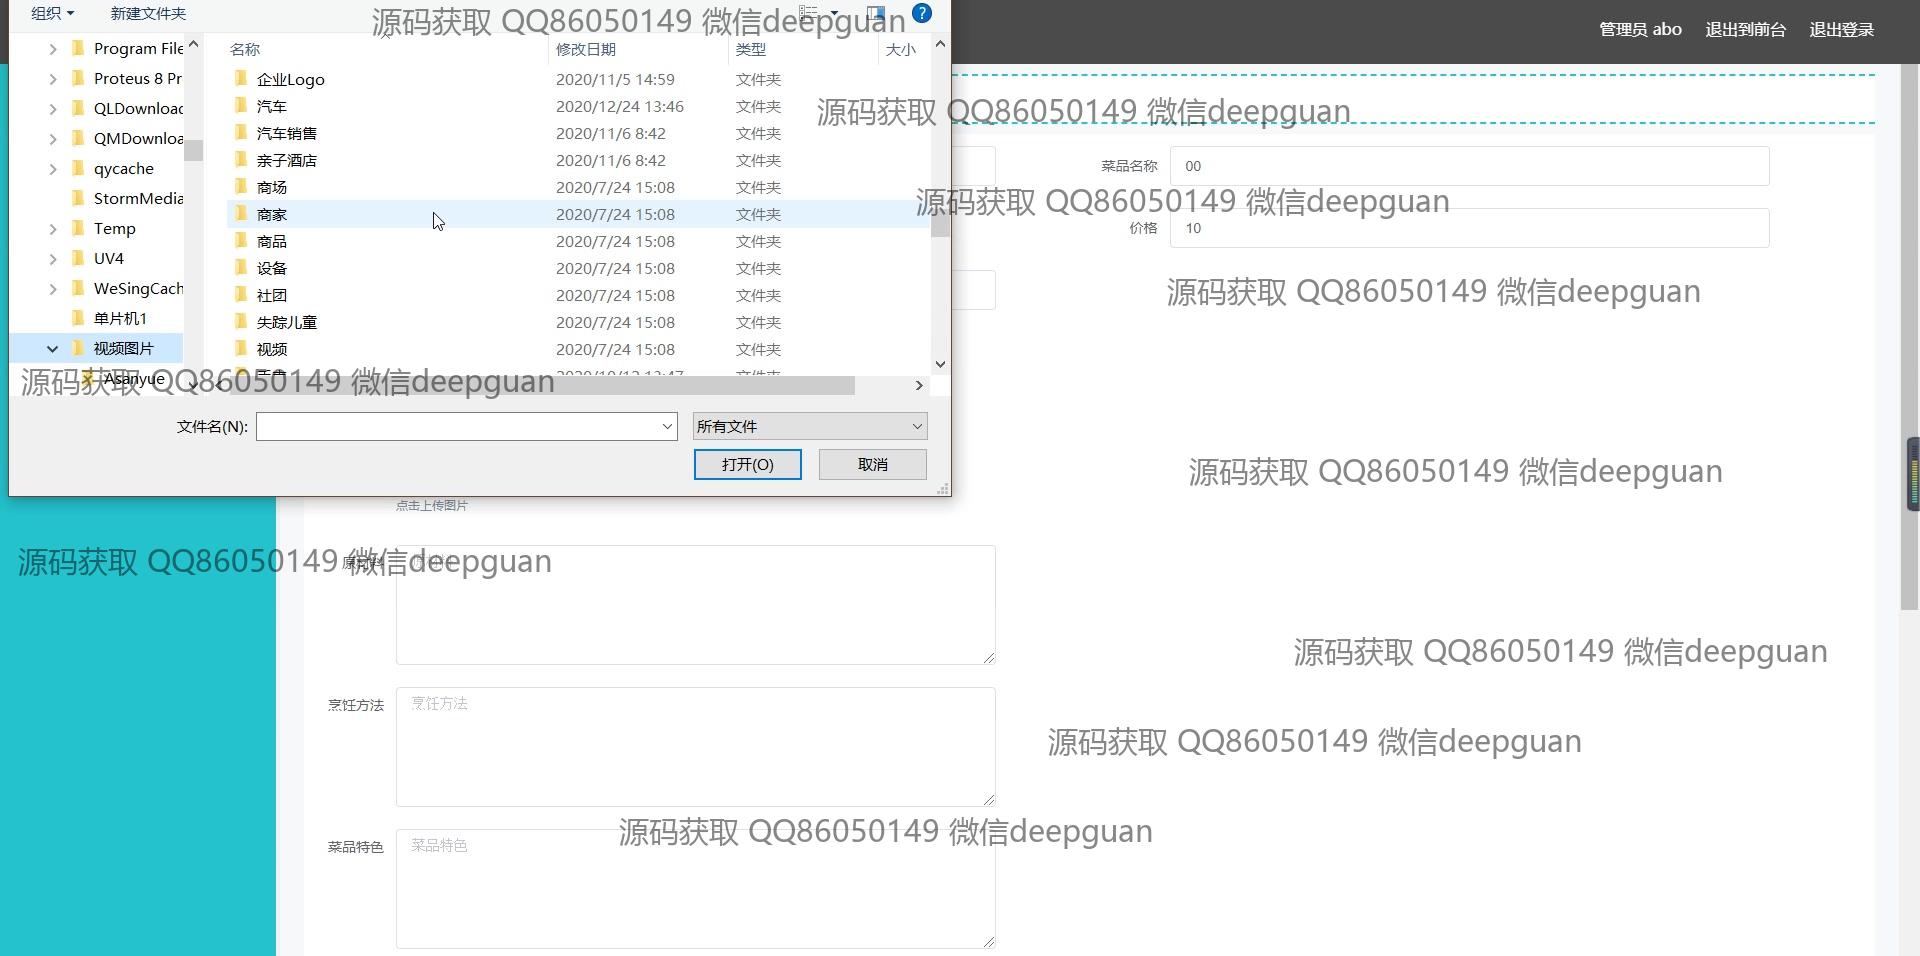 组织
新建文件夹
源码获取 QQ86050149 微信deepguan
管理员 abo
退出到前台
退出登录
Program File
Proteus 8 Pr
QLDownload
QMDownloa
qycache
StormMedia
Temp
UV4
WeSingCach
单片机1
视频图片
Asanyue
名称 修改日期 类型 大小
企业Logo 2020/11/5 14:59 文件夹
汽车 2020/12/24 13:46 文件夹
汽车销售 2020/11/6 8:42 文件夹
亲子酒店 2020/11/6 8:42 文件夹
商场 2020/7/24 15:08 文件夹
商家 2020/7/24 15:08 文件夹
商品 2020/7/24 15:08 文件夹
设备 2020/7/24 15:08 文件夹
社团 2020/7/24 15:08 文件夹
失踪儿童 2020/7/24 15:08 文件夹
视频 2020/7/24 15:08 文件夹
源码获取 QQ86050149 微信deepguan
文件名(N):
所有文件
打开(O)
取消
源码获取 QQ86050149 微信deepguan
菜品名称 00
源码获取 QQ86050149 微信deepguan
价格 10
源码获取 QQ86050149 微信deepguan
源码获取 QQ86050149 微信deepguan
点击上传图片
源码获取 QQ86050149 微信deepguan
原材料 原材料
源码获取 QQ86050149 微信deepguan
烹饪方法 烹饪方法
源码获取 QQ86050149 微信deepguan
源码获取 QQ86050149 微信deepguan
菜品特色 菜品特色